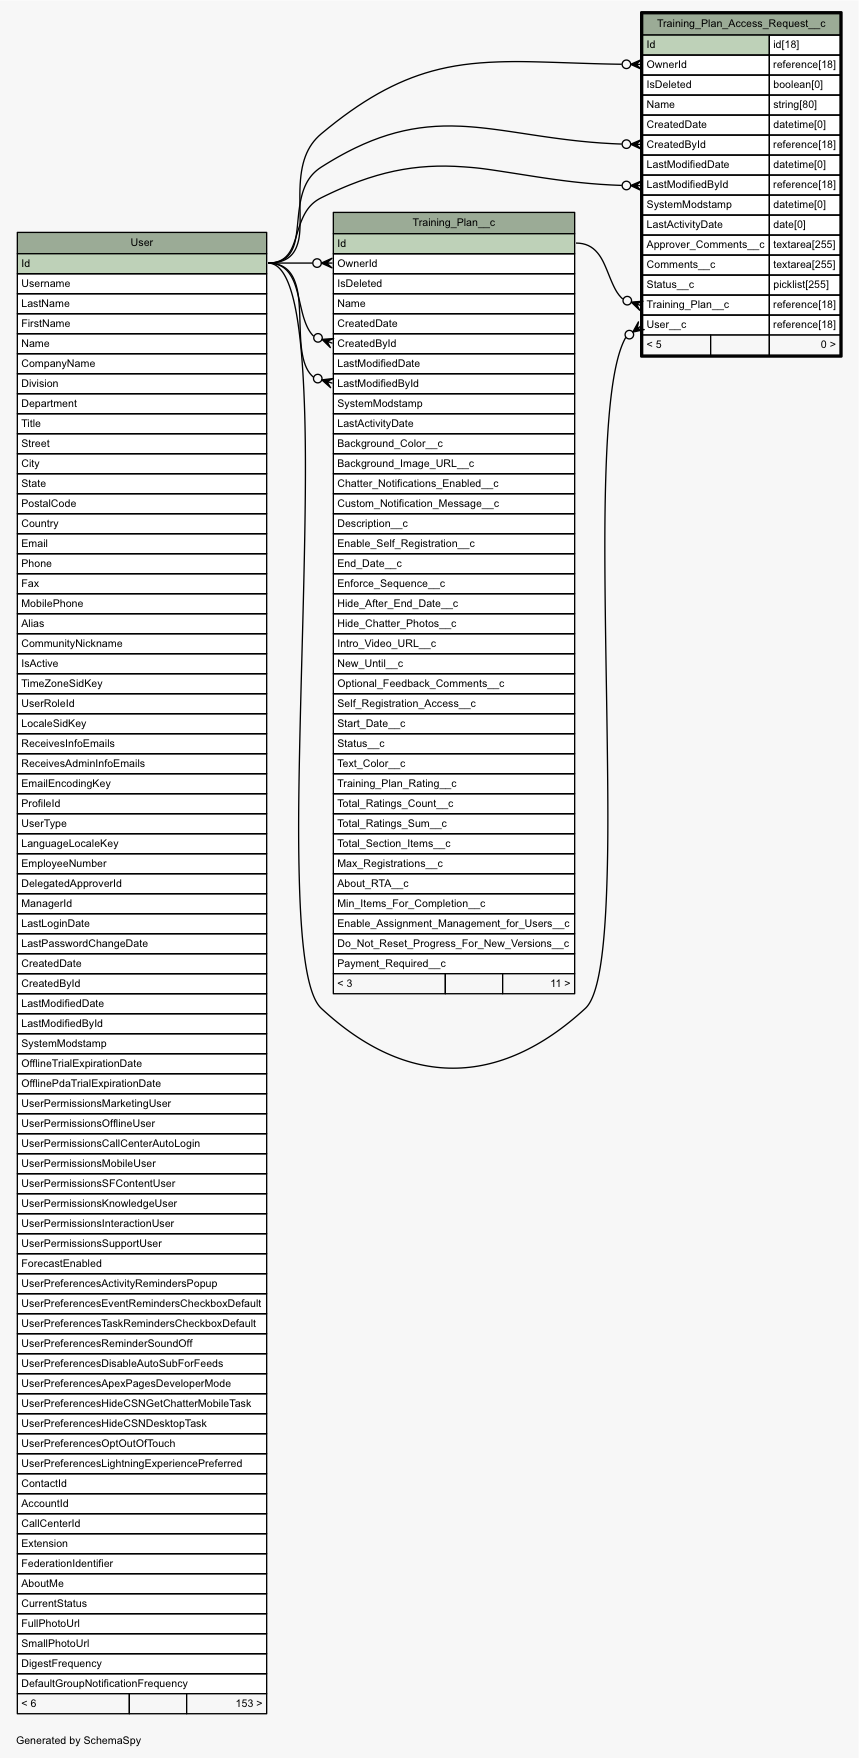 Training_Plan_Access_Request__c
Id id[18]
OwnerId reference[18]
IsDeleted boolean[0]
Name string[80]
CreatedDate datetime[0]
CreatedById reference[18]
LastModifiedDate datetime[0]
LastModifiedById reference[18]
SystemModstamp datetime[0]
LastActivityDate date[0]
Approver_Comments__c textarea[255]
Comments__c textarea[255]
Status__c picklist[255]
Training_Plan__c reference[18]
User__c reference[18]
< 5 0 >
Training_Plan__c
Id
OwnerId
IsDeleted
Name
CreatedDate
CreatedById
LastModifiedDate
LastModifiedById
SystemModstamp
LastActivityDate
Background_Color__c
Background_Image_URL__c
Chatter_Notifications_Enabled__c
Custom_Notification_Message__c
Description__c
Enable_Self_Registration__c
End_Date__c
Enforce_Sequence__c
Hide_After_End_Date__c
Hide_Chatter_Photos__c
Intro_Video_URL__c
New_Until__c
Optional_Feedback_Comments__c
Self_Registration_Access__c
Start_Date__c
Status__c
Text_Color__c
Training_Plan_Rating__c
Total_Ratings_Count__c
Total_Ratings_Sum__c
Total_Section_Items__c
Max_Registrations__c
About_RTA__c
Min_Items_For_Completion__c
Enable_Assignment_Management_for_Users__c
Do_Not_Reset_Progress_For_New_Versions__c
Payment_Required__c
< 3 11 >
User
Id
Username
LastName
FirstName
Name
CompanyName
Division
Department
Title
Street
City
State
PostalCode
Country
Email
Phone
Fax
MobilePhone
Alias
CommunityNickname
IsActive
TimeZoneSidKey
UserRoleId
LocaleSidKey
ReceivesInfoEmails
ReceivesAdminInfoEmails
EmailEncodingKey
ProfileId
UserType
LanguageLocaleKey
EmployeeNumber
DelegatedApproverId
ManagerId
LastLoginDate
LastPasswordChangeDate
CreatedDate
CreatedById
LastModifiedDate
LastModifiedById
SystemModstamp
OfflineTrialExpirationDate
OfflinePdaTrialExpirationDate
UserPermissionsMarketingUser
UserPermissionsOfflineUser
UserPermissionsCallCenterAutoLogin
UserPermissionsMobileUser
UserPermissionsSFContentUser
UserPermissionsKnowledgeUser
UserPermissionsInteractionUser
UserPermissionsSupportUser
ForecastEnabled
UserPreferencesActivityRemindersPopup
UserPreferencesEventRemindersCheckboxDefault
UserPreferencesTaskRemindersCheckboxDefault
UserPreferencesReminderSoundOff
UserPreferencesDisableAutoSubForFeeds
UserPreferencesApexPagesDeveloperMode
UserPreferencesHideCSNGetChatterMobileTask
UserPreferencesHideCSNDesktopTask
UserPreferencesOptOutOfTouch
UserPreferencesLightningExperiencePreferred
ContactId
AccountId
CallCenterId
Extension
FederationIdentifier
AboutMe
CurrentStatus
FullPhotoUrl
SmallPhotoUrl
DigestFrequency
DefaultGroupNotificationFrequency
< 6 153 >
Generated by SchemaSpy